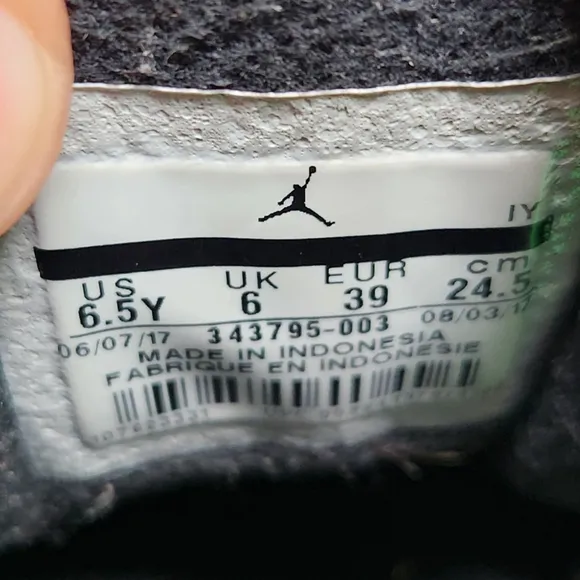 IY
US UK EUR cm
6.5Y 6 39 24.5
06/07/17 343795-003 08/03/17
MADE IN INDONESIA
FABRIQUE EN INDONESIE